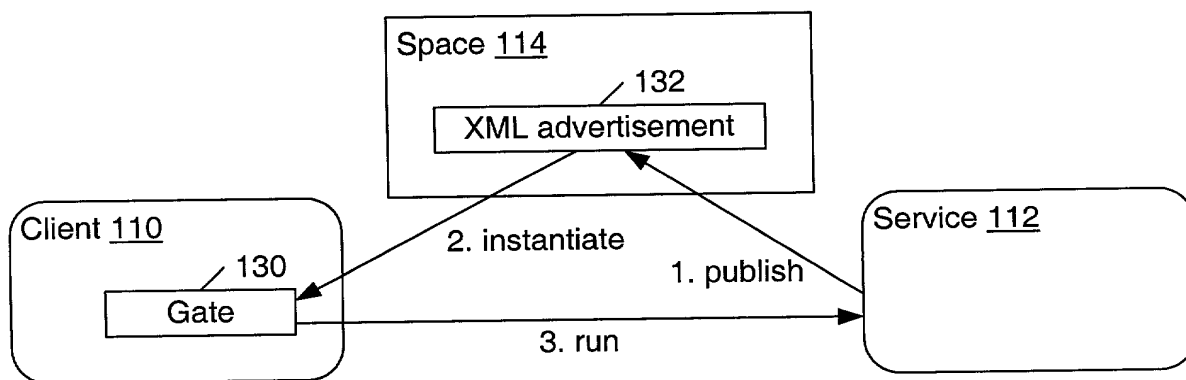 Space 114
132
XML advertisement
Client 110
2. instantiate
Service 112
130
1. publish
Gate
3. run